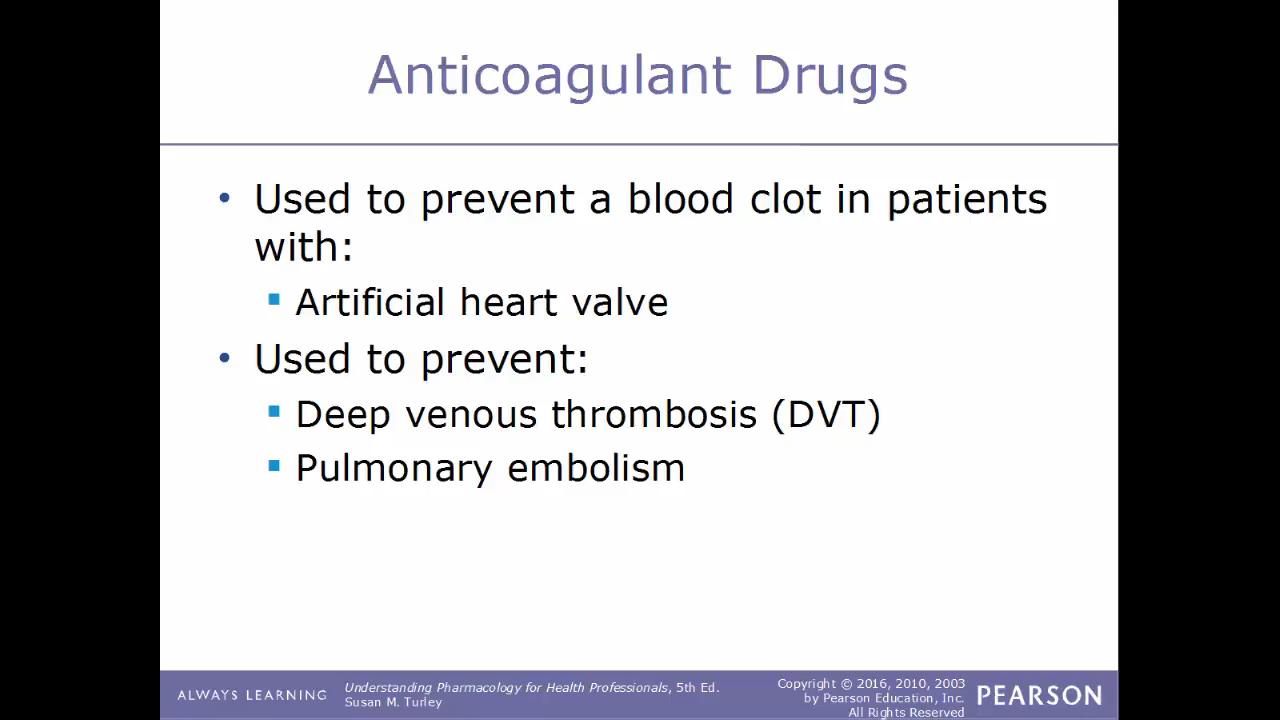 Anticoagulant Drugs
• Used to prevent a blood clot in patients
with:
▪ Artificial heart valve
• Used to prevent:
▪ Deep venous thrombosis (DVT)
▪ Pulmonary embolism
ALWAYS LEARNING
Understanding Pharmacology for Health Professionals, 5th Ed.
Susan M. Turley
Copyright © 2016, 2010, 2003
by Pearson Education, Inc.
All Rights Reserved
PEARSON